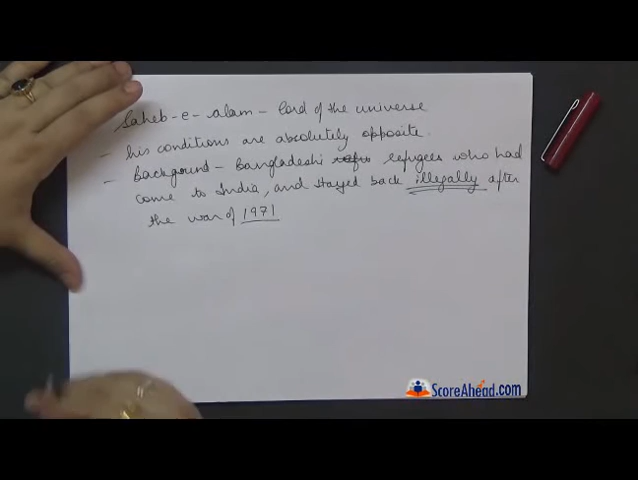 Saheb-e-alam - lord of the universe
- his conditions are absolutely opposite.
- Background - Bangladeshi refugees who had
come to India, and stayed back illegally after
the war of 1971
ScoreAhead.com